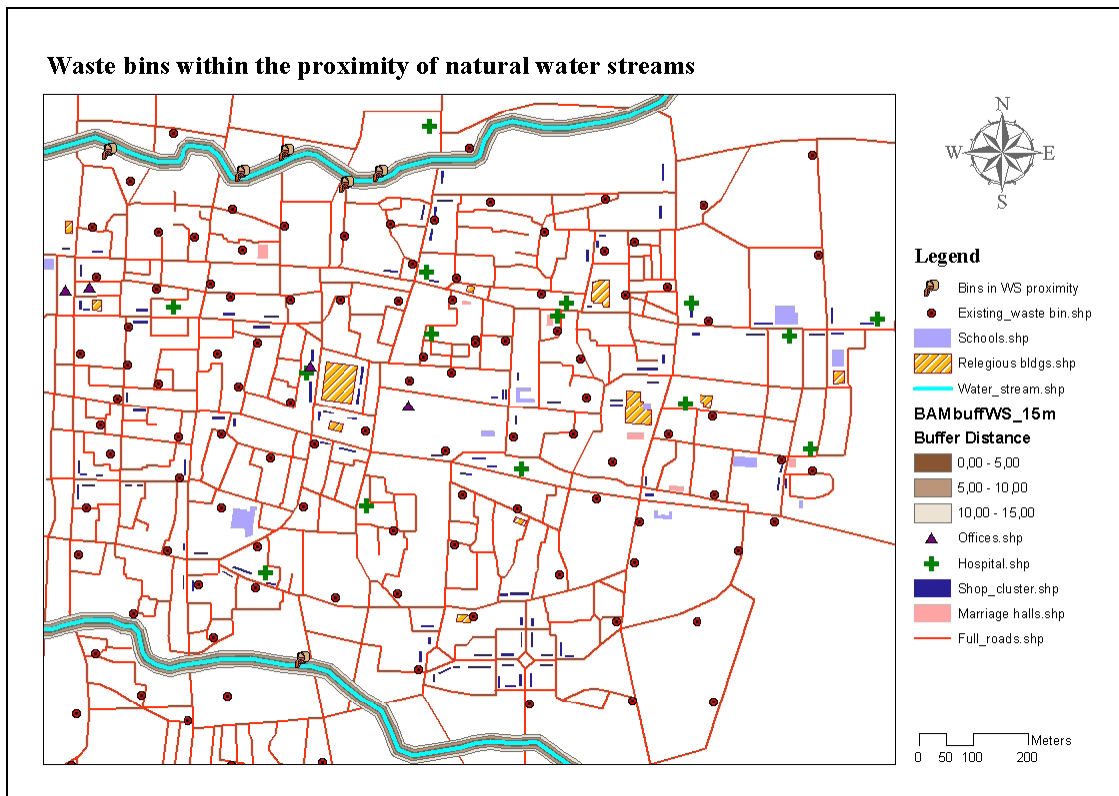 Waste bins within the proximity of natural water streams
N
W
E
S
Legend
Bins in WS proximity
Existing_waste bin.shp
Schools.shp
Relegious bldgs.shp
Water_stream.shp
BAMbuffWS_15m
Buffer Distance
0,00 - 5,00
5,00 - 10,00
10,00 - 15,00
Offices.shp
Hospital.shp
Shop_cluster.shp
Marriage halls.shp
Full_roads.shp
Meters
0 50 100 200